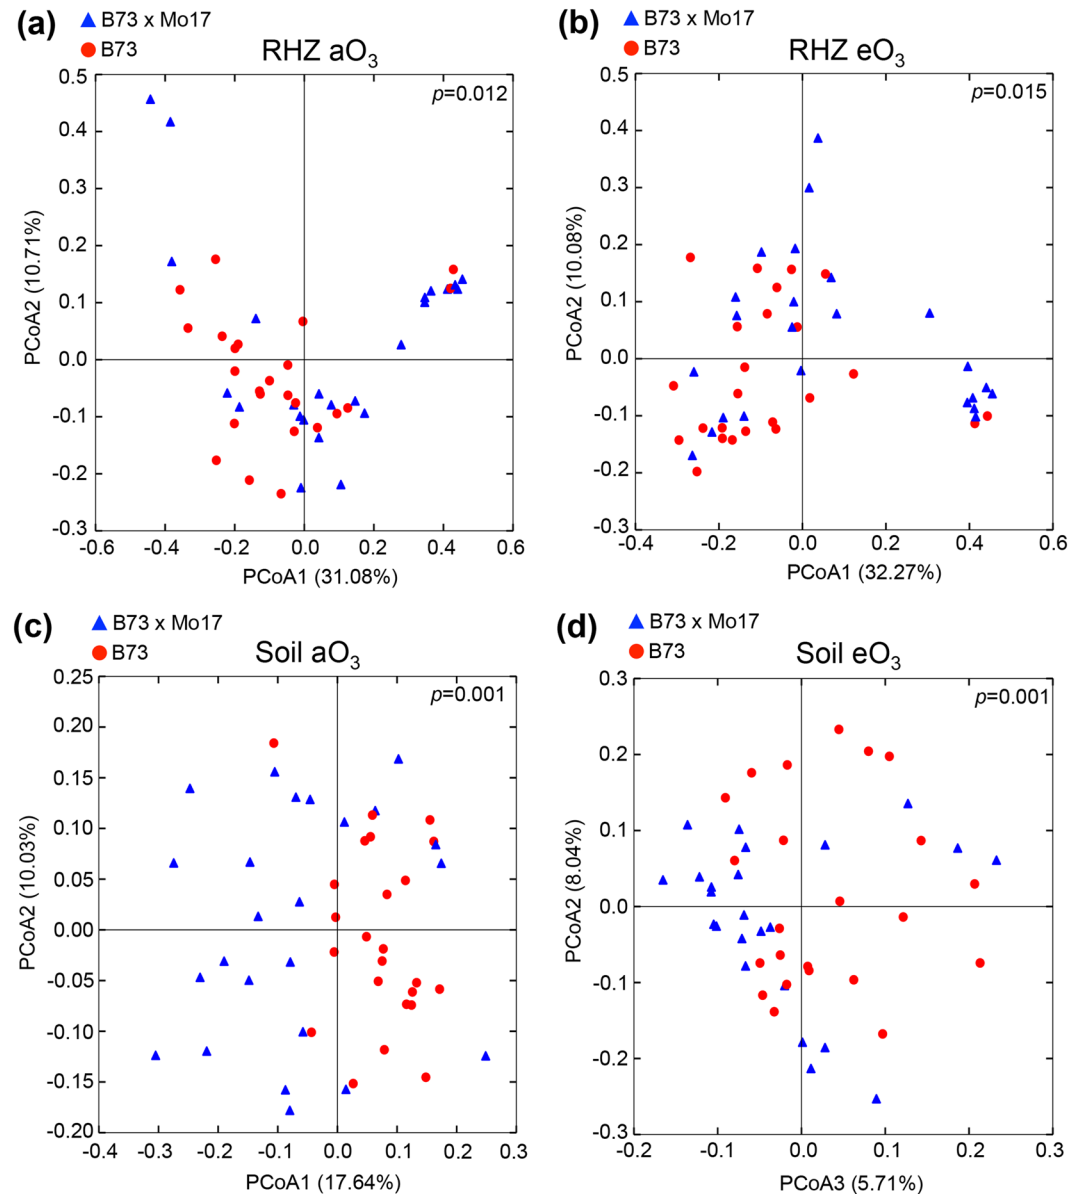 (a)
B73 x Mo17
B73
RHZ aO₃
p=0.012
0.5
0.4
0.3
0.2
0.1
0.0
-0.1
-0.2
-0.3
PCoA2 (10.71%)
-0.6 -0.4 -0.2 0.0 0.2 0.4 0.6
PCoA1 (31.08%)
(b)
B73 x Mo17
B73
RHZ eO₃
p=0.015
0.5
0.4
0.3
0.2
0.1
0.0
-0.1
-0.2
-0.3
PCoA2 (10.08%)
-0.4 -0.2 0.0 0.2 0.4 0.6
PCoA1 (32.27%)
(c)
B73 x Mo17
B73
Soil aO₃
p=0.001
0.25
0.20
0.15
0.10
0.05
0.00
-0.05
-0.10
-0.15
-0.20
PCoA2 (10.03%)
-0.4 -0.3 -0.2 -0.1 0.0 0.1 0.2 0.3
PCoA1 (17.64%)
(d)
B73 x Mo17
B73
Soil eO₃
p=0.001
0.3
0.2
0.1
0.0
-0.1
-0.2
-0.3
PCoA2 (8.04%)
-0.2 -0.1 0.0 0.1 0.2 0.3
PCoA3 (5.71%)